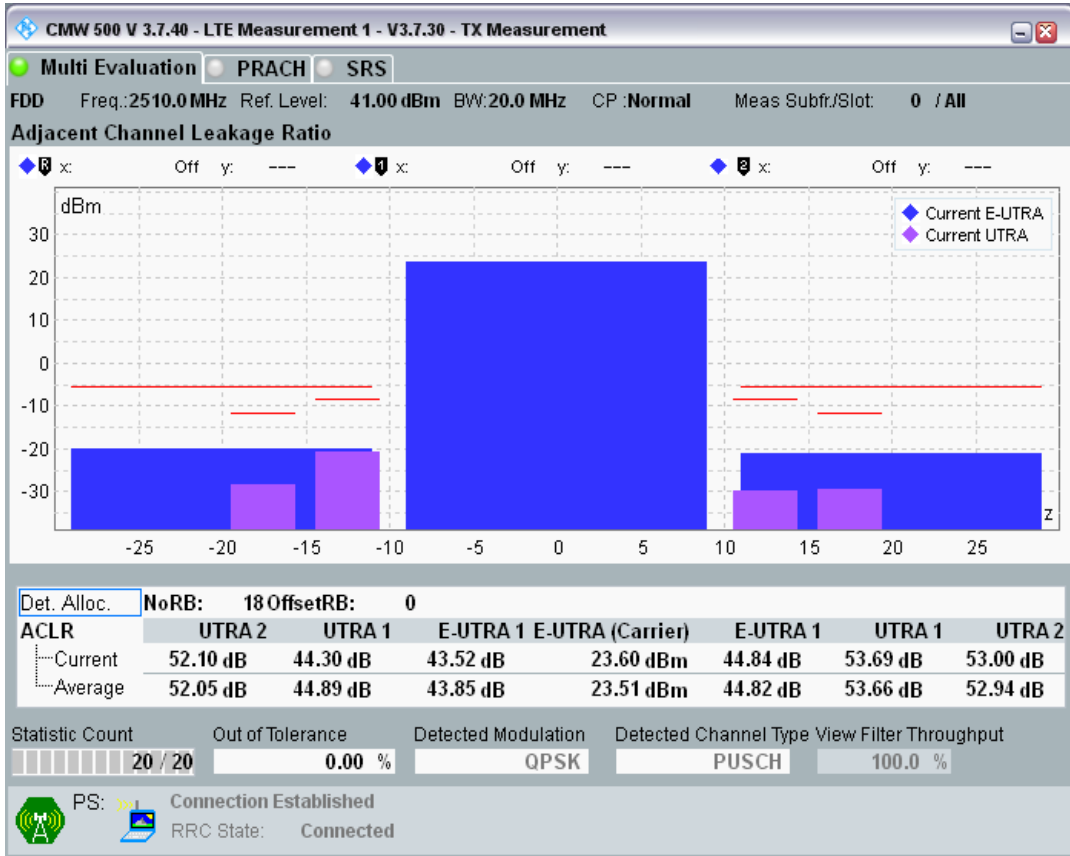 CMW 500 V 3.7.40 - LTE Measurement 1 - V3.7.30 - TX Measurement
Multi Evaluation PRACH SRS
FDD Freq.:2510.0 MHz Ref. Level: 41.00 dBm BW:20.0 MHz CP :Normal Meas Subfr./Slot: 0 / All
Adjacent Channel Leakage Ratio
R x: Off y: --- 1 x: Off y: --- 2 x: Off y: ---
dBm
Current E-UTRA
Current UTRA
30
20
10
0
-10
-20
-30
z
-25 -20 -15 -10 -5 0 5 10 15 20 25
Det. Alloc. NoRB: 18 OffsetRB: 0
ACLR UTRA 2 UTRA 1 E-UTRA 1 E-UTRA (Carrier) E-UTRA 1 UTRA 1 UTRA 2
Current 52.10 dB 44.30 dB 43.52 dB 23.60 dBm 44.84 dB 53.69 dB 53.00 dB
Average 52.05 dB 44.89 dB 43.85 dB 23.51 dBm 44.82 dB 53.66 dB 52.94 dB
Statistic Count Out of Tolerance Detected Modulation Detected Channel Type View Filter Throughput
20 / 20 0.00 % QPSK PUSCH 100.0 %
PS: Connection Established
RRC State: Connected